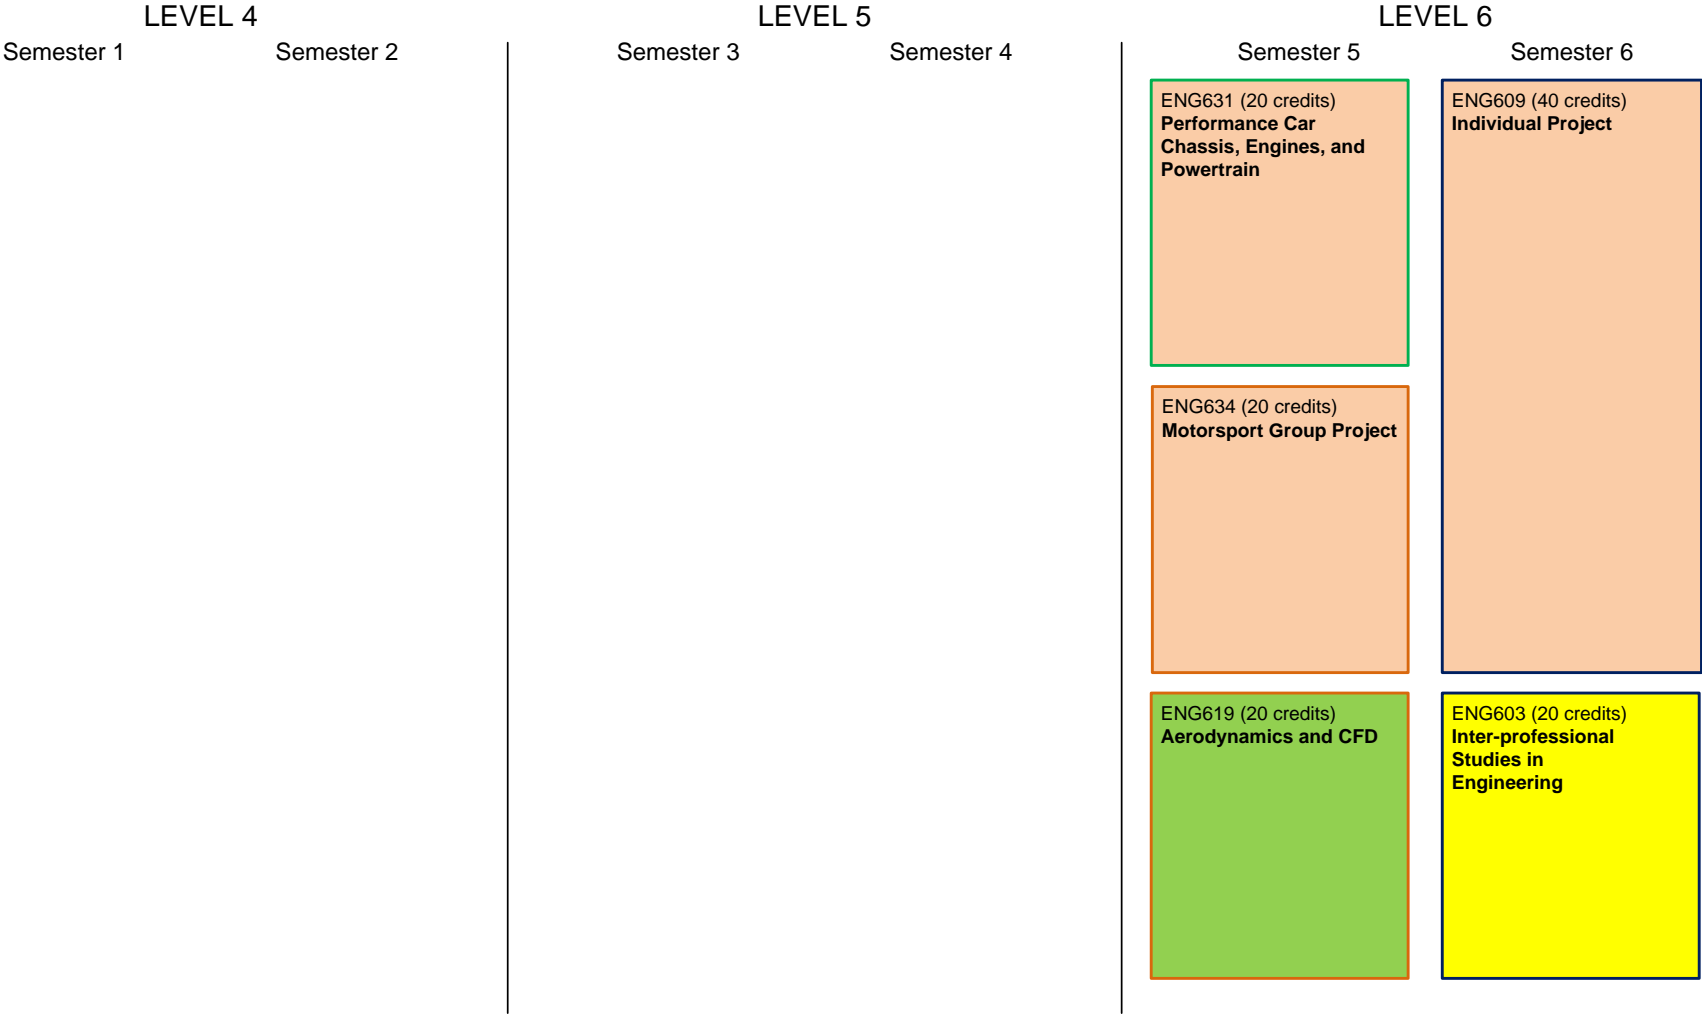 LEVEL 4
LEVEL 5
LEVEL 6
Semester 1
Semester 2
Semester 3
Semester 4
Semester 5
Semester 6
ENG631 (20 credits)
Performance Car
Chassis, Engines, and
Powertrain
ENG609 (40 credits)
Individual Project
ENG634 (20 credits)
Motorsport Group Project
ENG619 (20 credits)
Aerodynamics and CFD
ENG603 (20 credits)
Inter-professional
Studies in
Engineering